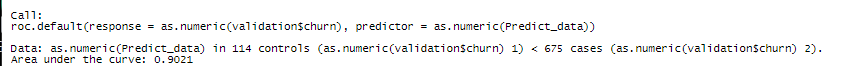 Call:
roc.default(response = as.numeric(validation$churn), predictor = as.numeric(Predict_data))
Data: as.numeric(Predict_data) in 114 controls (as.numeric(validation$churn) 1) < 675 cases (as.numeric(validation$churn) 2).
Area under the curve: 0.9021